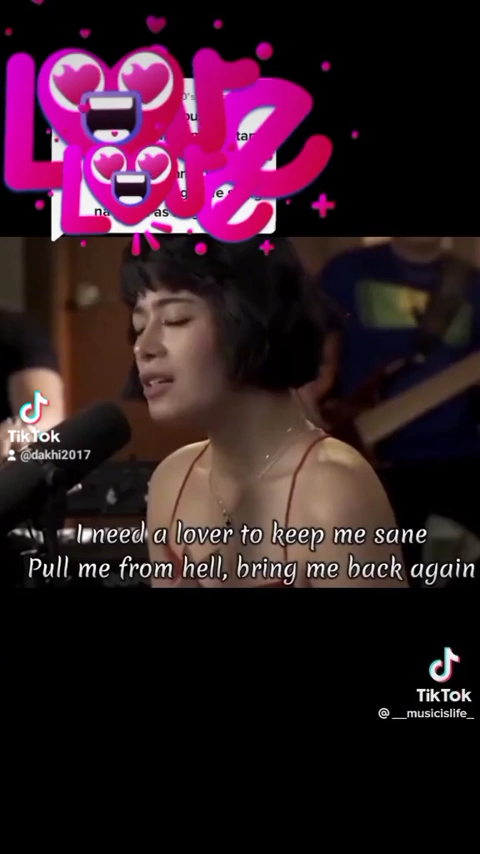 LOVE
LOVE
TikTok
@dakhi2017
I need a lover to keep me sane
Pull me from hell, bring me back again
TikTok
@ __musicislife_